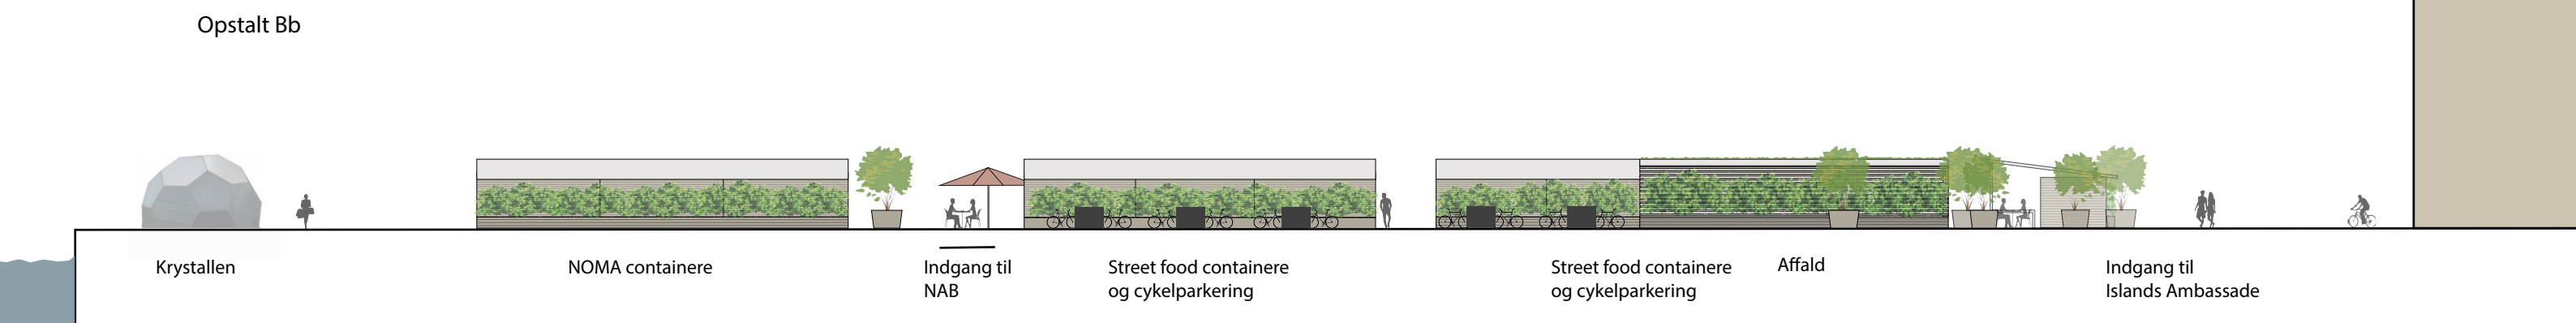 Opstalt Bb
Krystallen
NOMA containere
Indgang til
NAB
Street food containere
og cykelparkering
Street food containere
og cykelparkering
Affald
Indgang til
Islands Ambassade